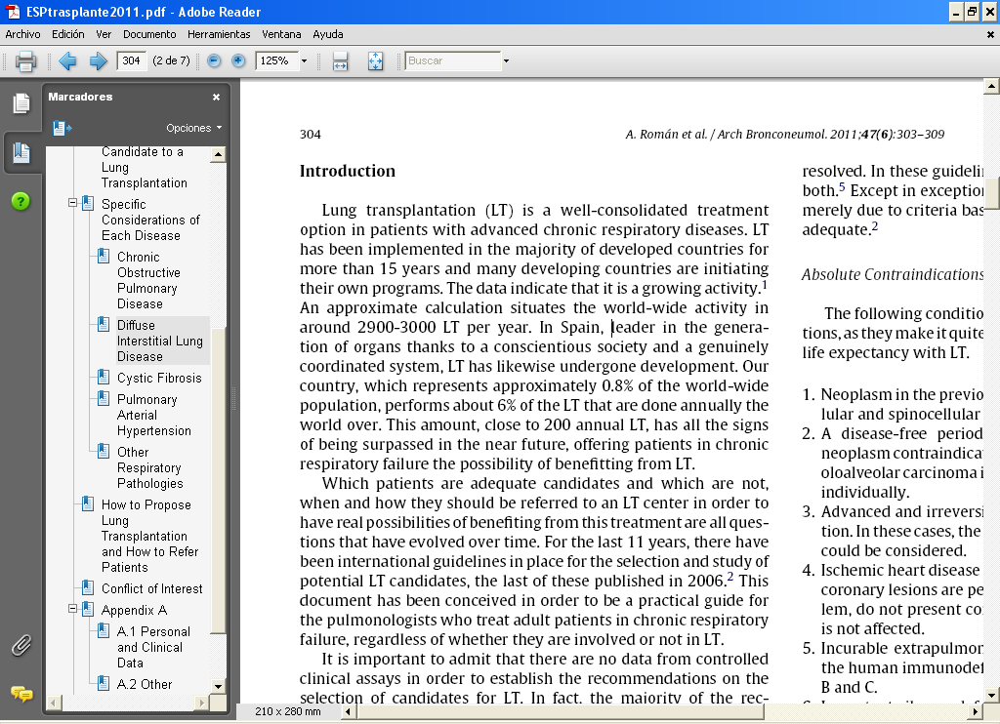 ESPtrasplante2011.pdf - Adobe Reader
Archivo Edición Ver Documento Herramientas Ventana Ayuda
304 (2 de 7) 125% Buscar
Marcadores
Opciones
Candidate to a
Lung
Transplantation
Specific
Considerations of
Each Disease
Chronic
Obstructive
Pulmonary
Disease
Diffuse
Interstitial Lung
Disease
Cystic Fibrosis
Pulmonary
Arterial
Hypertension
Other
Respiratory
Pathologies
How to Propose
Lung
Transplantation
and How to Refer
Patients
Conflict of Interest
Appendix A
A.1 Personal
and Clinical
Data
A.2 Other
304
A. Román et al. / Arch Bronconeumol. 2011;47(6):303–309
Introduction
Lung transplantation (LT) is a well-consolidated treatment
option in patients with advanced chronic respiratory diseases. LT
has been implemented in the majority of developed countries for
more than 15 years and many developing countries are initiating
their own programs. The data indicate that it is a growing activity.1
An approximate calculation situates the world-wide activity in
around 2900-3000 LT per year. In Spain, leader in the genera-
tion of organs thanks to a conscientious society and a genuinely
coordinated system, LT has likewise undergone development. Our
country, which represents approximately 0.8% of the world-wide
population, performs about 6% of the LT that are done annually the
world over. This amount, close to 200 annual LT, has all the signs
of being surpassed in the near future, offering patients in chronic
respiratory failure the possibility of benefitting from LT.
Which patients are adequate candidates and which are not,
when and how they should be referred to an LT center in order to
have real possibilities of benefiting from this treatment are all ques-
tions that have evolved over time. For the last 11 years, there have
been international guidelines in place for the selection and study of
potential LT candidates, the last of these published in 2006.2 This
document has been conceived in order to be a practical guide for
the pulmonologists who treat adult patients in chronic respiratory
failure, regardless of whether they are involved or not in LT.
It is important to admit that there are no data from controlled
clinical assays in order to establish the recommendations on the
selection of candidates for LT. In fact, the majority of the rec-
resolved. In these guideli
both.5 Except in exception
merely due to criteria bas
adequate.2
Absolute Contraindications
The following conditio
tions, as they make it quite
life expectancy with LT.
1. Neoplasm in the previo
lular and spinocellular
2. A disease-free period
neoplasm contraindica
oloalveolar carcinoma i
individually.
3. Advanced and irreversi
tion. In these cases, the
could be considered.
4. Ischemic heart disease
coronary lesions are pe
lem, do not present co
is not affected.
5. Incurable extrapulmon
the human immunodef
B and C.
210 x 280 mm